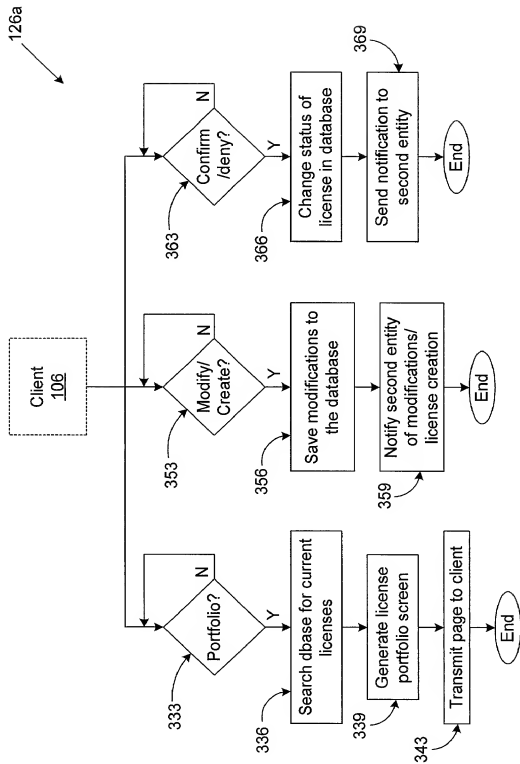 126a
Client
106
Portfolio?
N
Y
333
Search dbase for current
licenses
336
Generate license
portfolio screen
339
Transmit page to client
343
End
Modify/
Create?
N
Y
353
Save modifications to
the database
356
Notify second entity
of modifications/
license creation
359
End
Confirm
/deny?
N
Y
363
Change status of
license in database
366
Send notification to
second entity
369
End